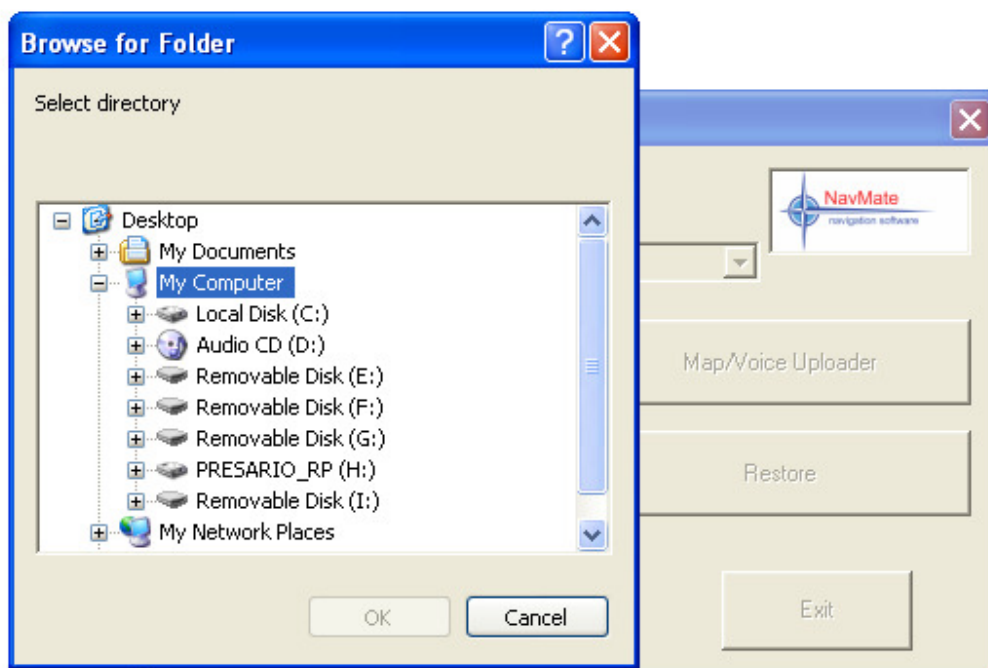 Browse for Folder
Select directory
Desktop
My Documents
My Computer
Local Disk (C:)
Audio CD (D:)
Removable Disk (E:)
Removable Disk (F:)
Removable Disk (G:)
PRESARIO_RP (H:)
Removable Disk (I:)
My Network Places
OK
Cancel
NavMate
navigation software
Map/Voice Uploader
Restore
Exit